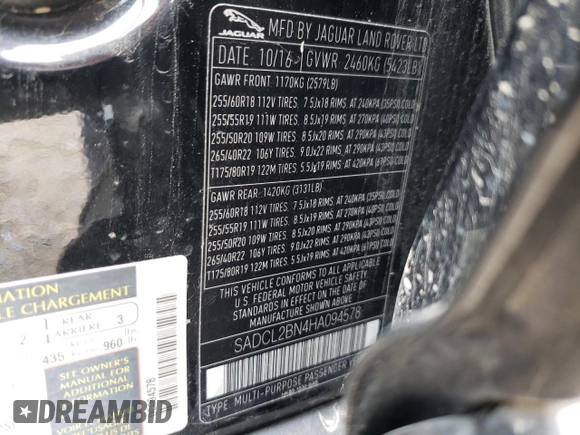 JAGUAR
MFD BY JAGUAR LAND ROVER LTD
DATE: 10/16 GVWR 2460KG (5423LB)
GAWR FRONT 1170KG (2579LB)
255/60R18 112V TIRES. 7.5Jx18 RIMS. AT 240KPA (35PSI)COLD
255/55R19 111W TIRES. 8.5Jx19 RIMS. AT 270KPA (40PSI)COLD
255/50R20 109W TIRES. 8.5Jx20 RIMS. AT 290KPA (43PSI)COLD
265/40R22 106Y TIRES. 9.0Jx22 RIMS. AT 290KPA (43PSI)COLD
T175/80R19 122M TIRES. 5.5Jx19 RIMS. AT 420KPA (61PSI)COLD
GAWR REAR 1420KG (3131LB)
255/60R18 112V TIRES. 7.5Jx18 RIMS. AT 240KPA (35PSI)COLD
255/55R19 111W TIRES. 8.5Jx19 RIMS. AT 270KPA (40PSI)COLD
255/50R20 109W TIRES. 8.5Jx20 RIMS. AT 290KPA (43PSI)COLD
265/40R22 106Y TIRES. 9.0Jx22 RIMS. AT 290KPA (43PSI)COLD
T175/80R19 122M TIRES. 5.5Jx19 RIMS. AT 420KPA (61PSI)COLD
THIS VEHICLE CONFORMS TO ALL APPLICABLE
U.S. FEDERAL MOTOR VEHICLE SAFETY
STANDARDS IN EFFECT ON THE DATE OF
MANUFACTURE SHOWN ABOVE.
SADCL2BN4HA094578
TYPE: MULTI-PURPOSE PASSENGER
MATION
LE CHARGEMENT
2 1 REAR
ARRIÈRE 3
435 960
SEE OWNER'S
MANUAL FOR
ADDITIONAL
INFORMATION
94578
DREAMBID